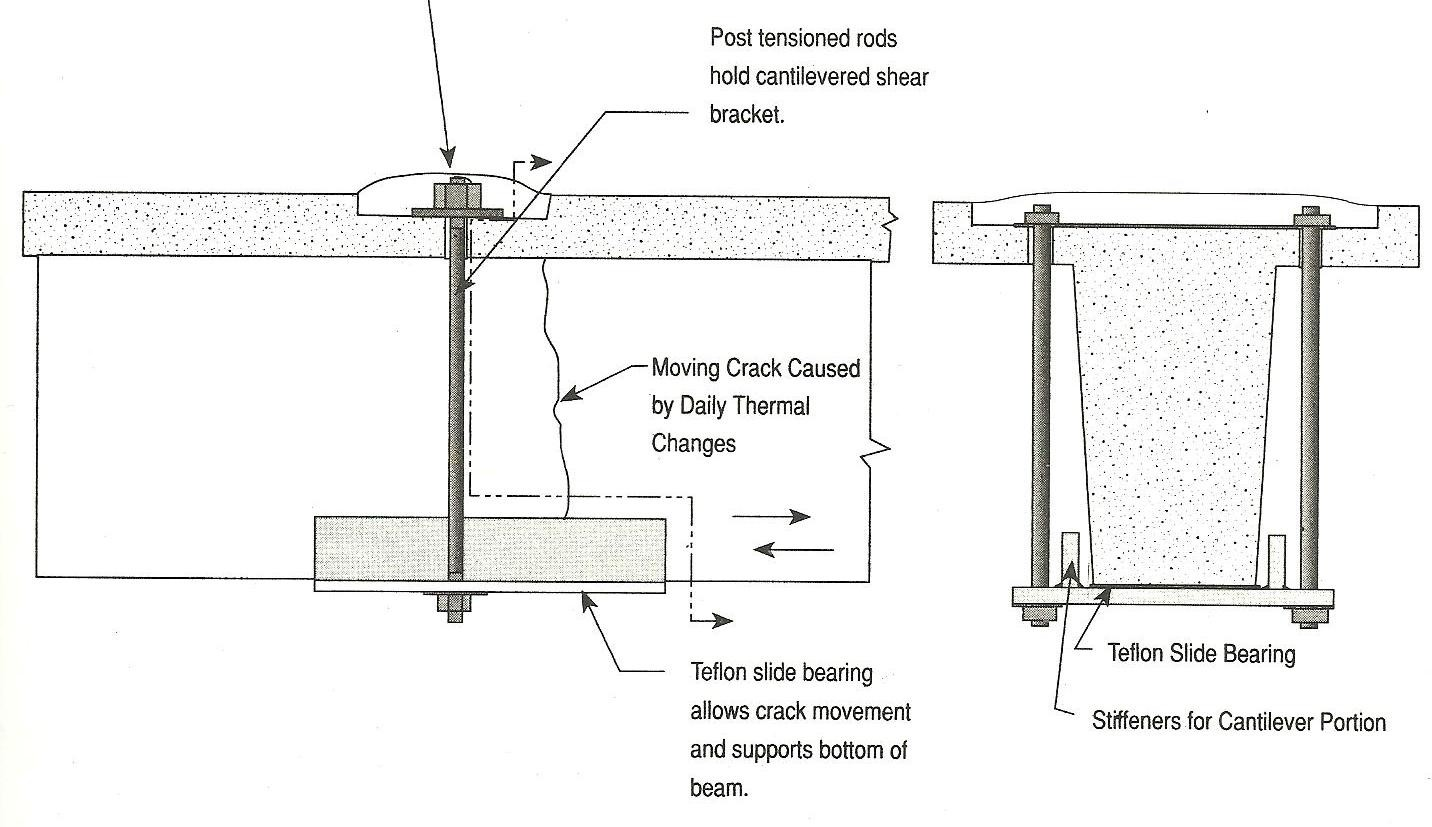 Post tensioned rods
hold cantilevered shear
bracket.
Moving Crack Caused
by Daily Thermal
Changes
Teflon slide bearing
allows crack movement
and supports bottom of
beam.
Teflon Slide Bearing
Stiffeners for Cantilever Portion